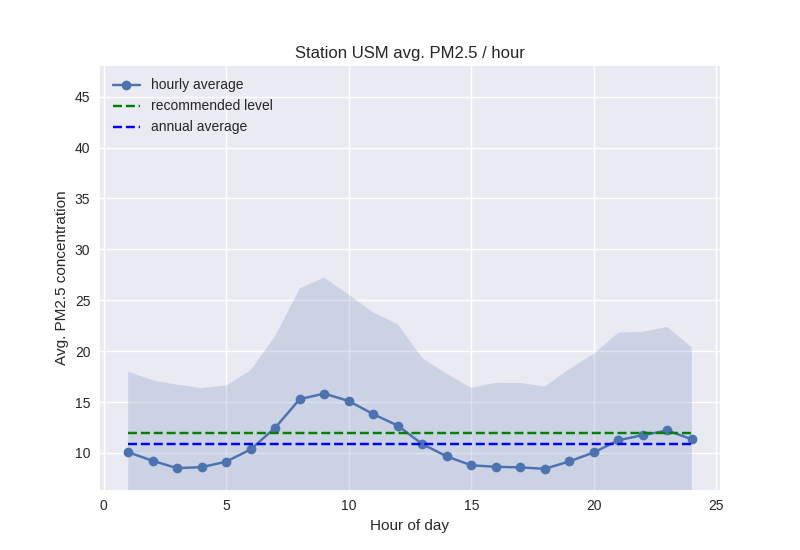 Station USM avg. PM2.5 / hour
hourly average
recommended level
annual average
Avg. PM2.5 concentration
45
40
35
30
25
20
15
10
0 5 10 15 20 25
Hour of day